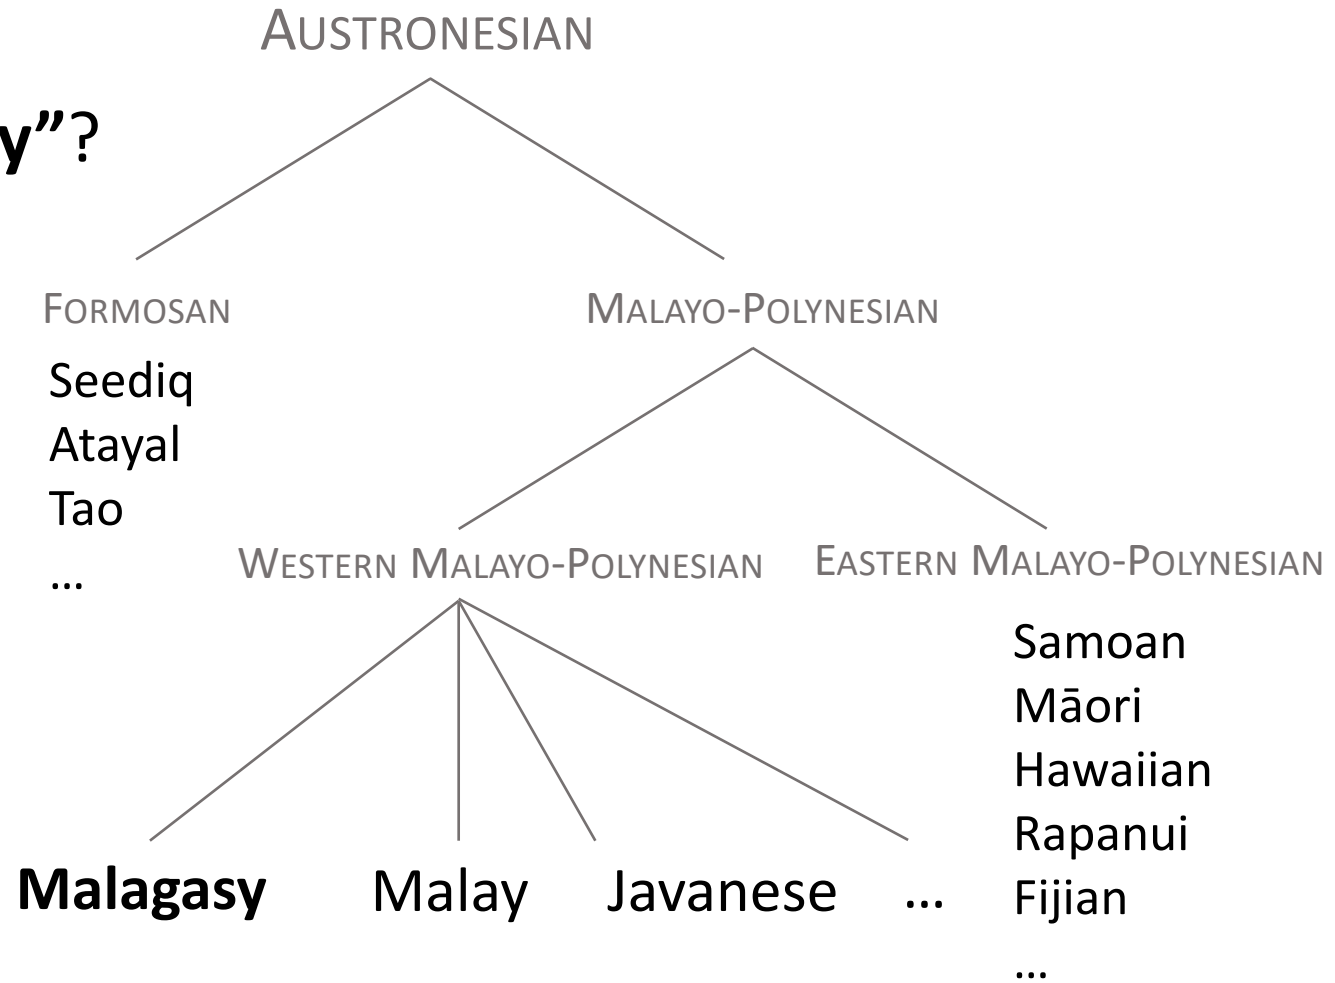 AUSTRONESIAN
y”?
FORMOSAN
MALAYO-POLYNESIAN
Seediq
Atayal
Tao
...
WESTERN MALAYO-POLYNESIAN
EASTERN MALAYO-POLYNESIAN
Samoan
Māori
Hawaiian
Rapanui
Fijian
...
Malagasy
Malay
Javanese
...